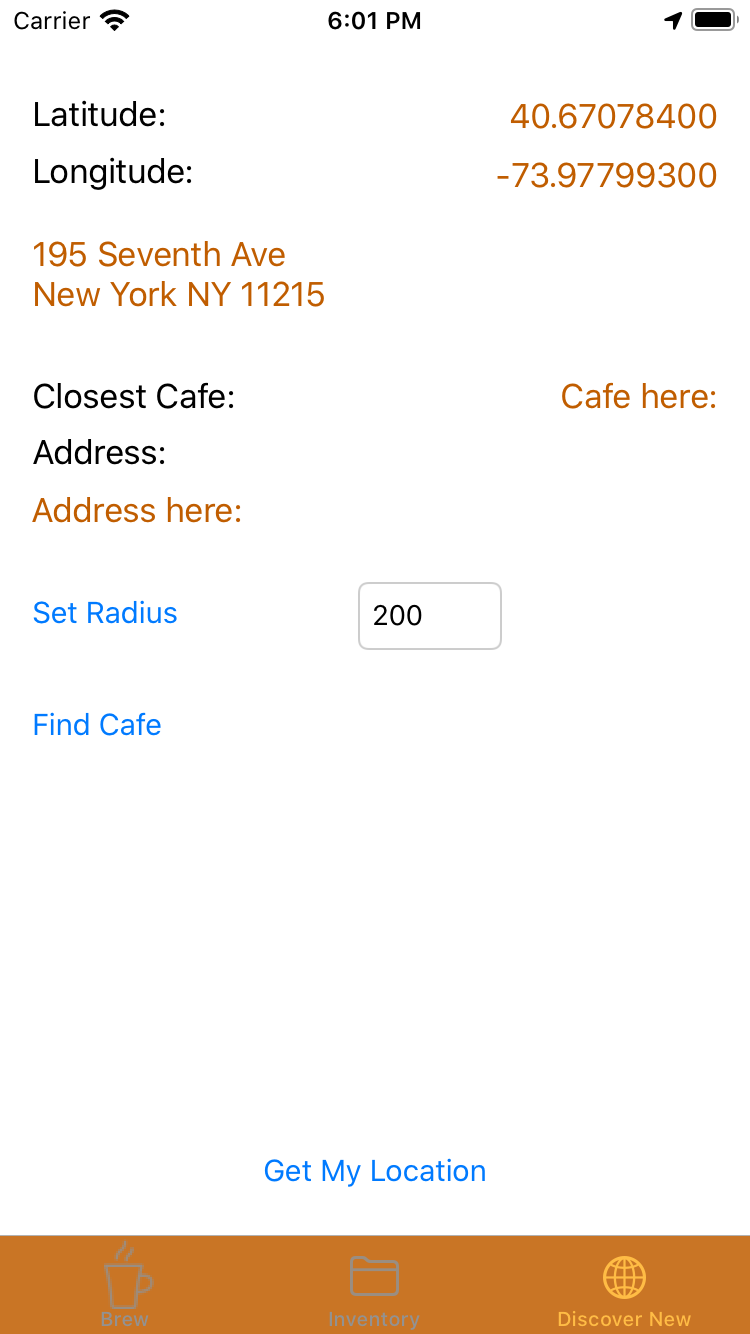 Carrier 6:01 PM
Latitude: 40.67078400
Longitude: -73.97799300
195 Seventh Ave
New York NY 11215
Closest Cafe: Cafe here:
Address:
Address here:
Set Radius 200
Find Cafe
Get My Location
Brew Inventory Discover New